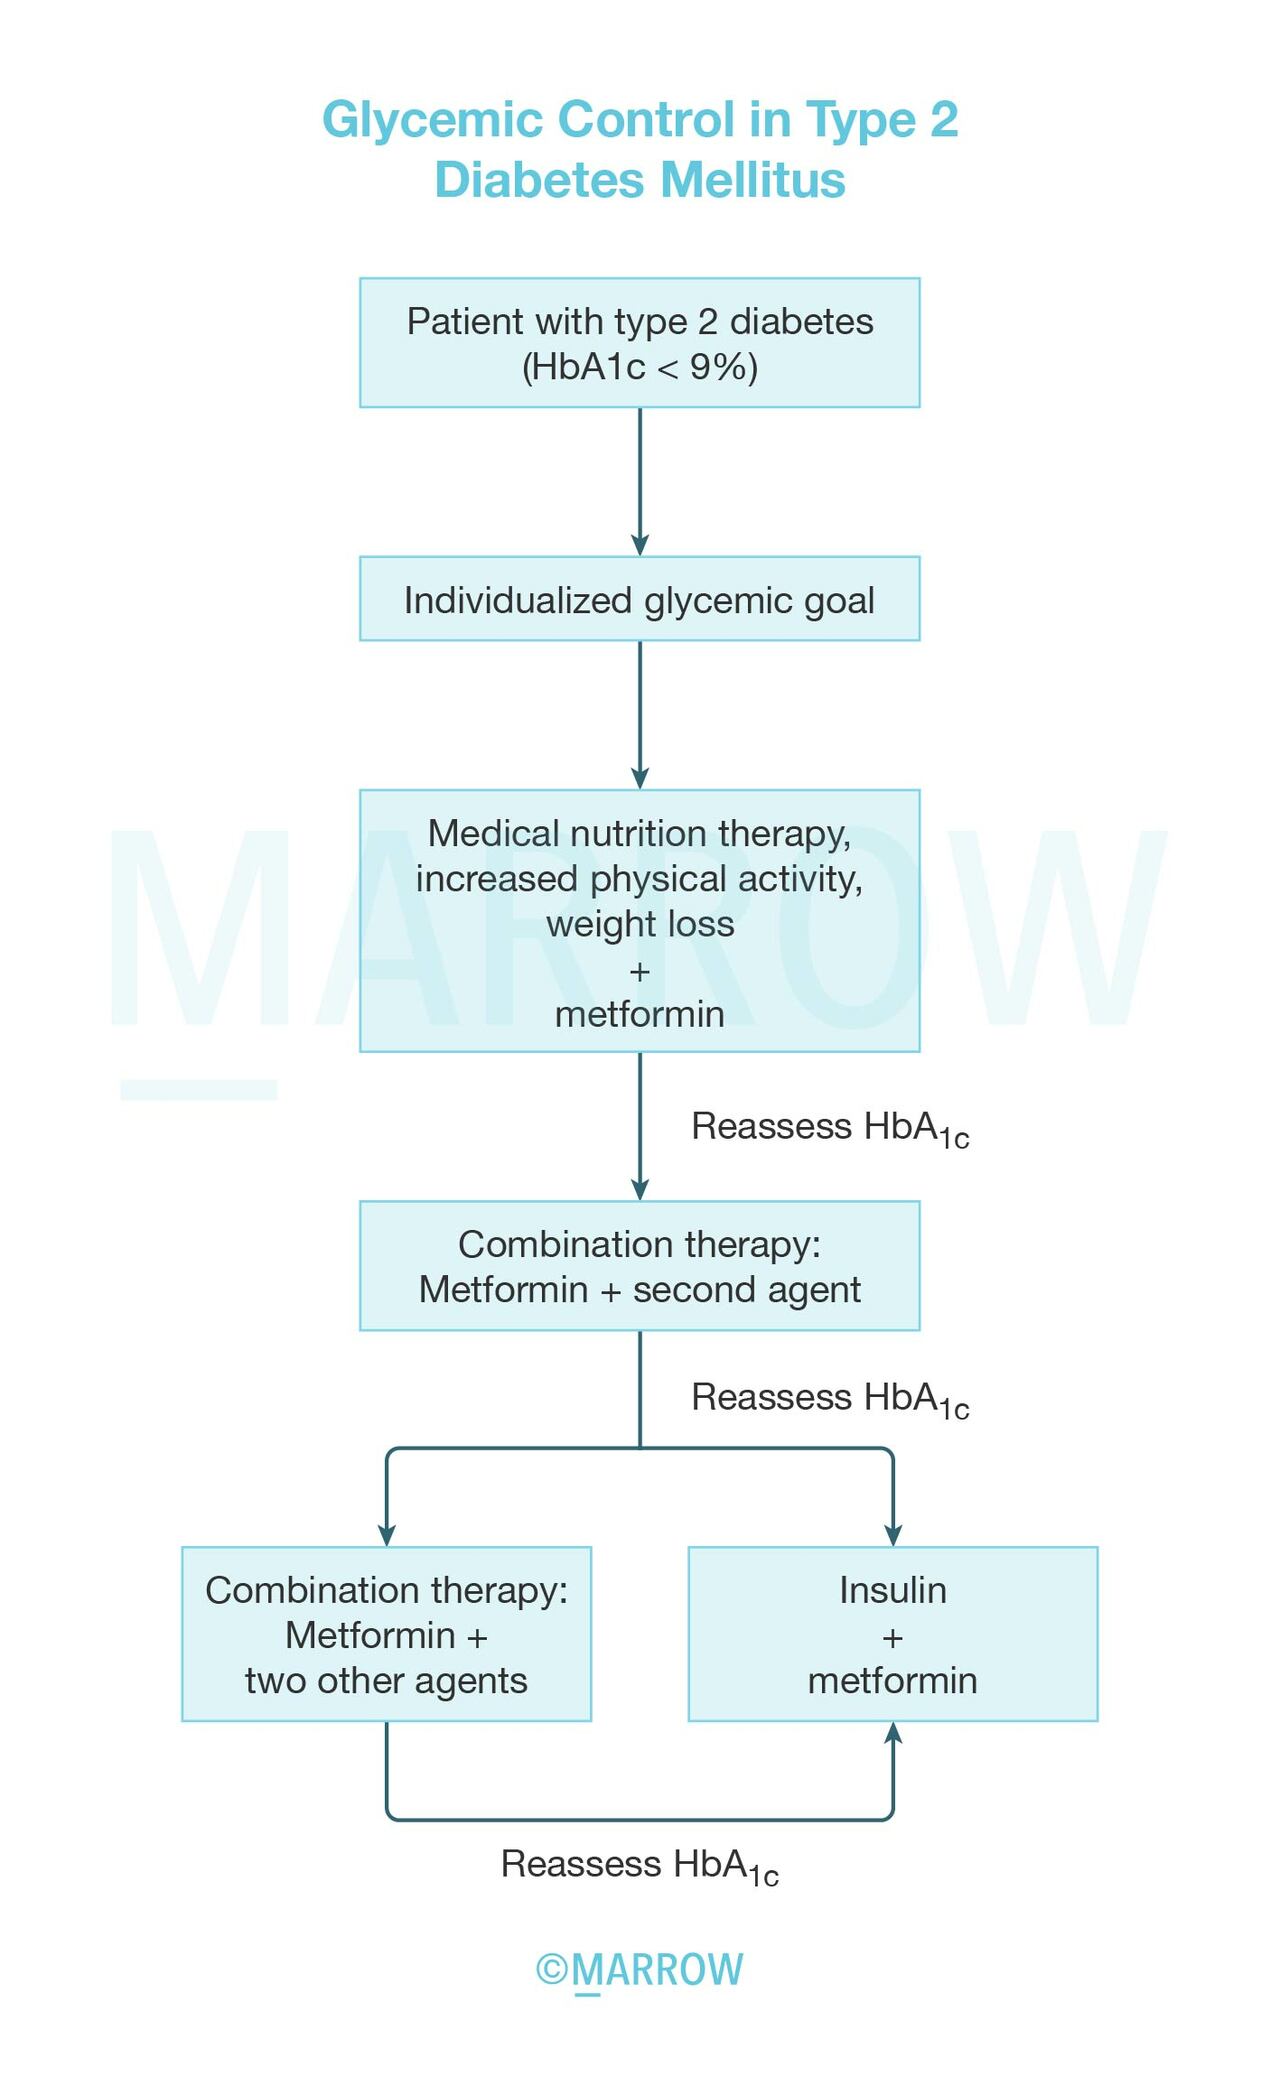 Glycemic Control in Type 2
Diabetes Mellitus
Patient with type 2 diabetes
(HbA1c < 9%)
Individualized glycemic goal
Medical nutrition therapy,
increased physical activity,
weight loss
+
metformin
MARROW
Reassess HbA1c
Combination therapy:
Metformin + second agent
Reassess HbA1c
Combination therapy:
Metformin +
two other agents
Insulin
+
metformin
Reassess HbA1c
©MARROW